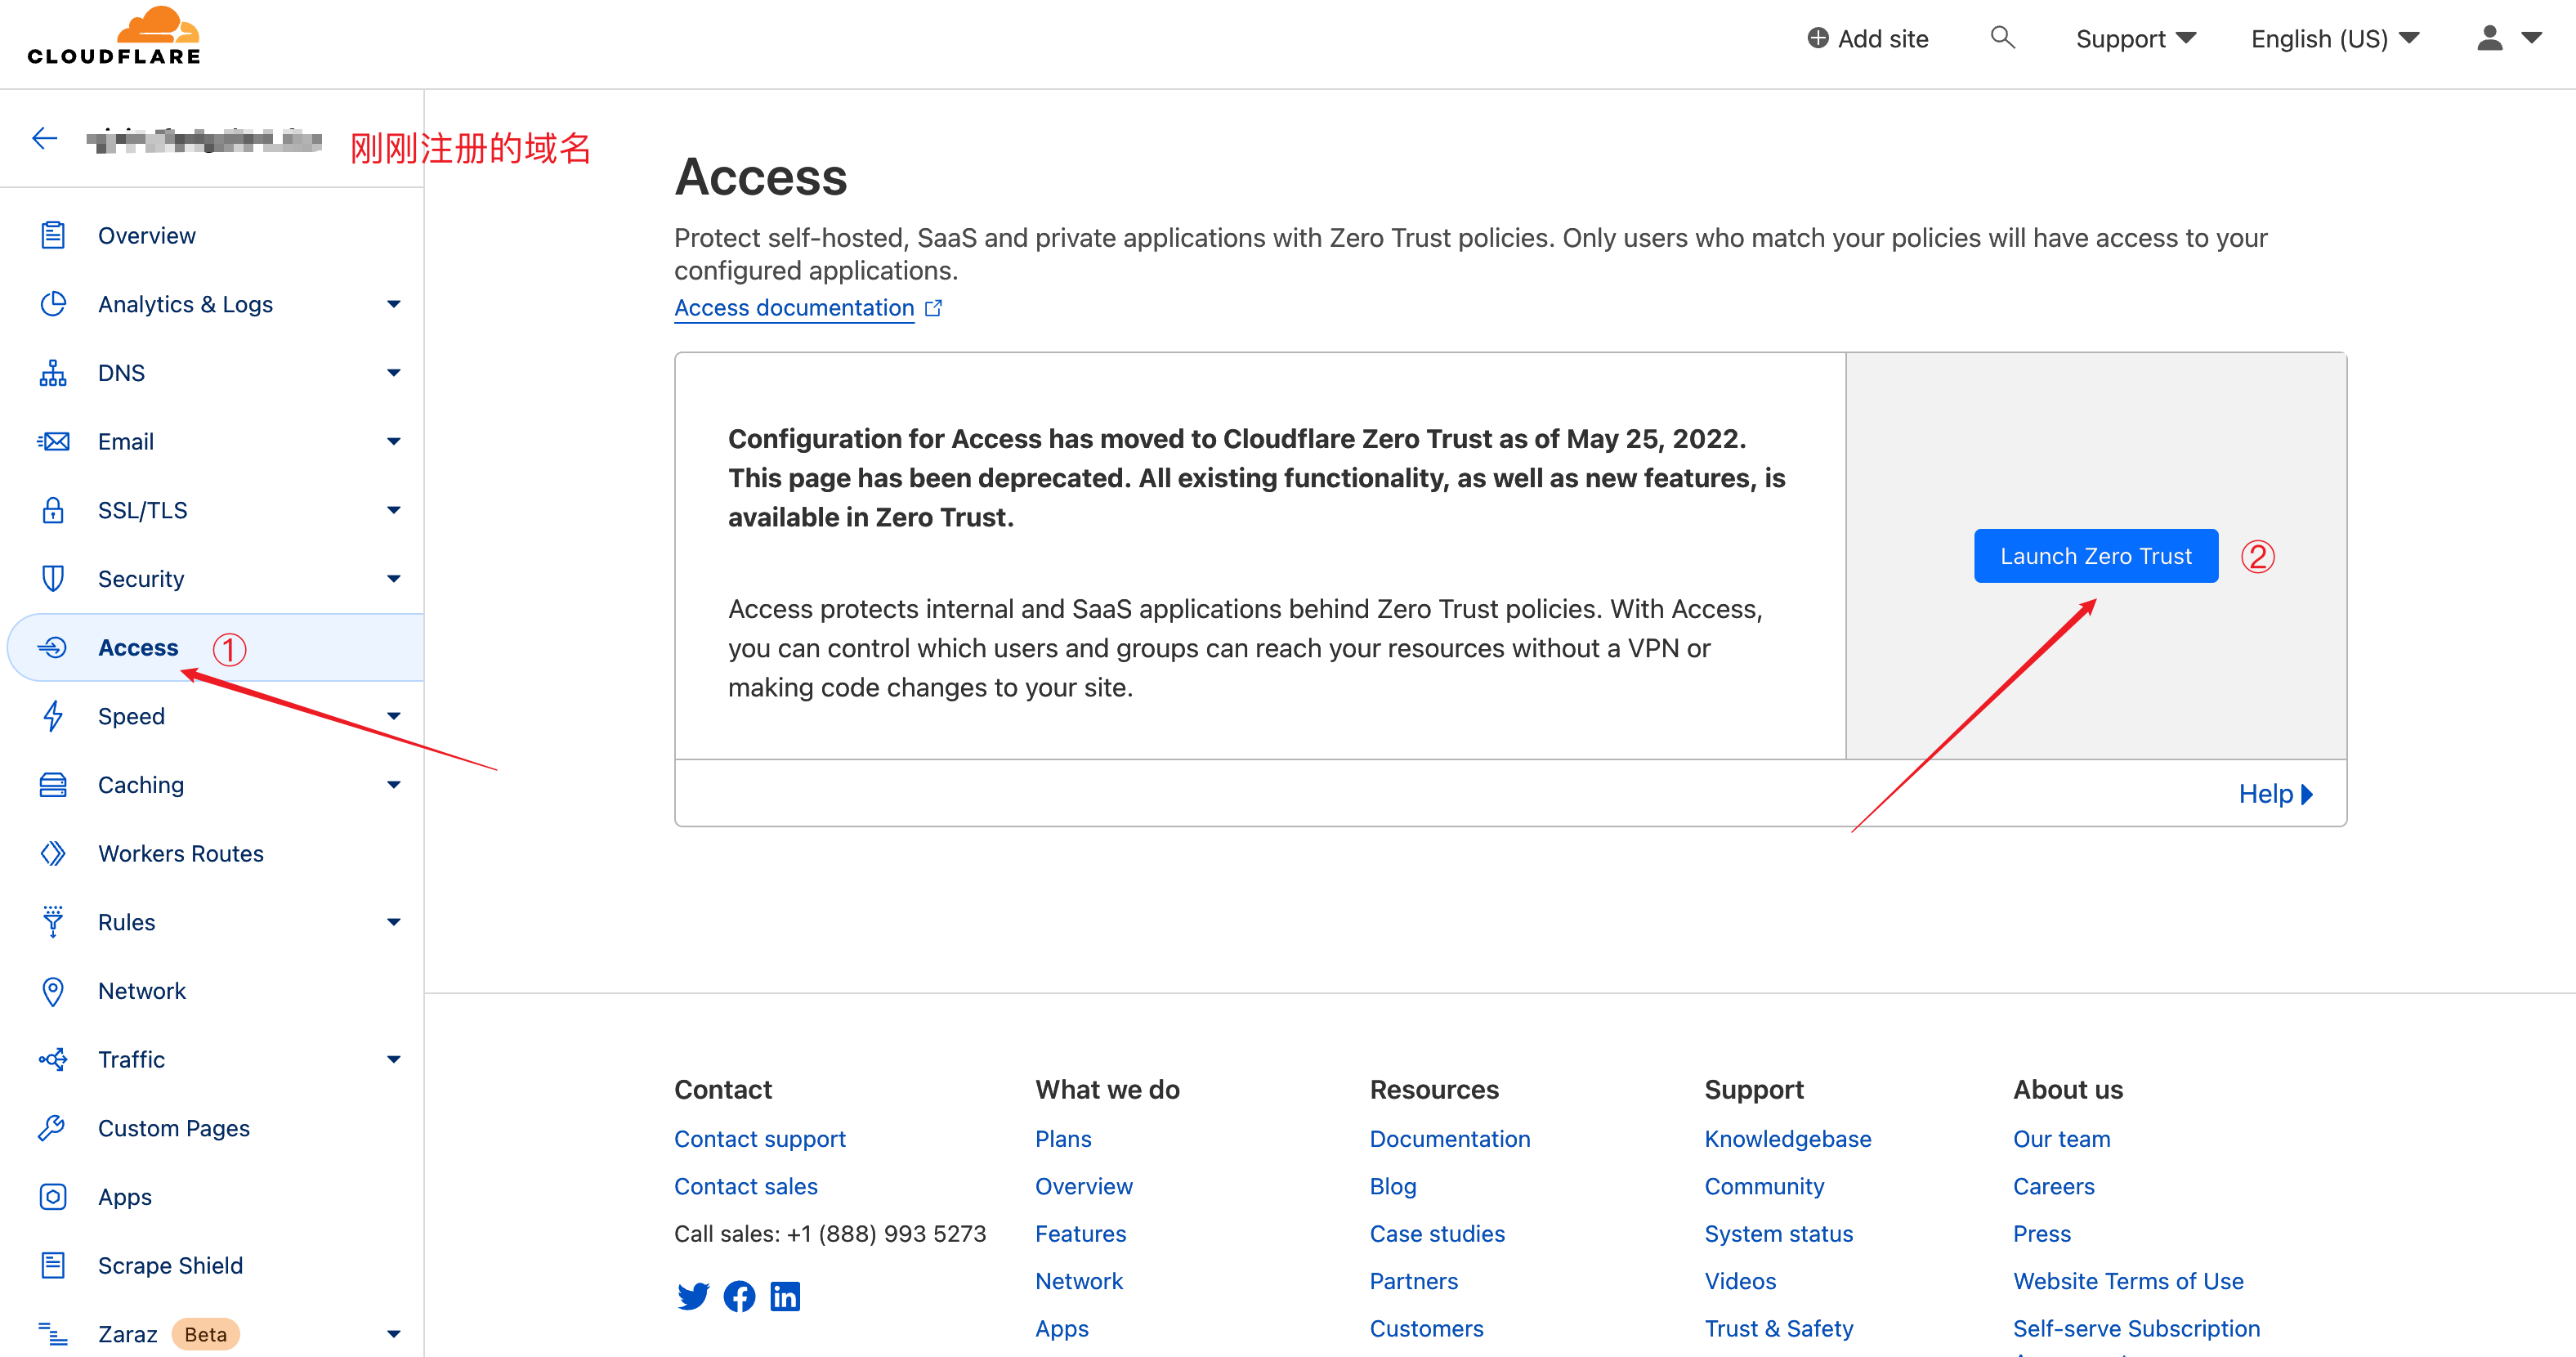 CLOUDFLARE
Add site
Support
English (US)
刚刚注册的域名
Overview
Analytics & Logs
DNS
Email
SSL/TLS
Security
Access ①
Speed
Caching
Workers Routes
Rules
Network
Traffic
Custom Pages
Apps
Scrape Shield
Zaraz Beta
Access
Protect self-hosted, SaaS and private applications with Zero Trust policies. Only users who match your policies will have access to your
configured applications.
Access documentation
Configuration for Access has moved to Cloudflare Zero Trust as of May 25, 2022.
This page has been deprecated. All existing functionality, as well as new features, is
available in Zero Trust.
Access protects internal and SaaS applications behind Zero Trust policies. With Access,
you can control which users and groups can reach your resources without a VPN or
making code changes to your site.
Launch Zero Trust ②
Help
Contact
Contact support
Contact sales
Call sales: +1 (888) 993 5273
What we do
Plans
Overview
Features
Network
Apps
Resources
Documentation
Blog
Case studies
Partners
Customers
Support
Knowledgebase
Community
System status
Videos
Trust & Safety
About us
Our team
Careers
Press
Website Terms of Use
Self-serve Subscription